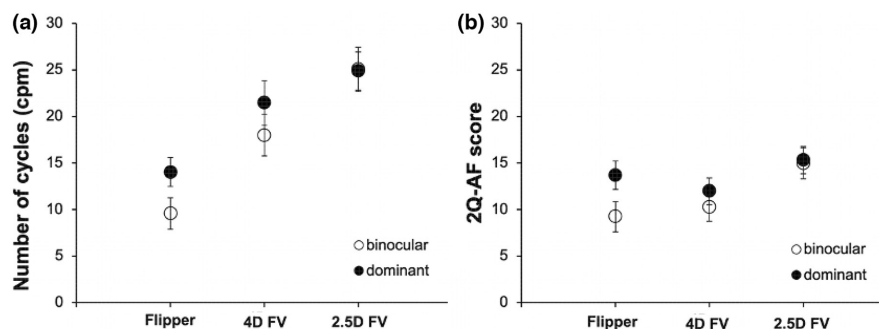 (a)
Number of cycles (cpm)
30
25
20
15
10
5
0
Flipper 4D FV 2.5D FV
binocular
dominant
(b)
2Q-AF score
30
25
20
15
10
5
0
Flipper 4D FV 2.5D FV
binocular
dominant